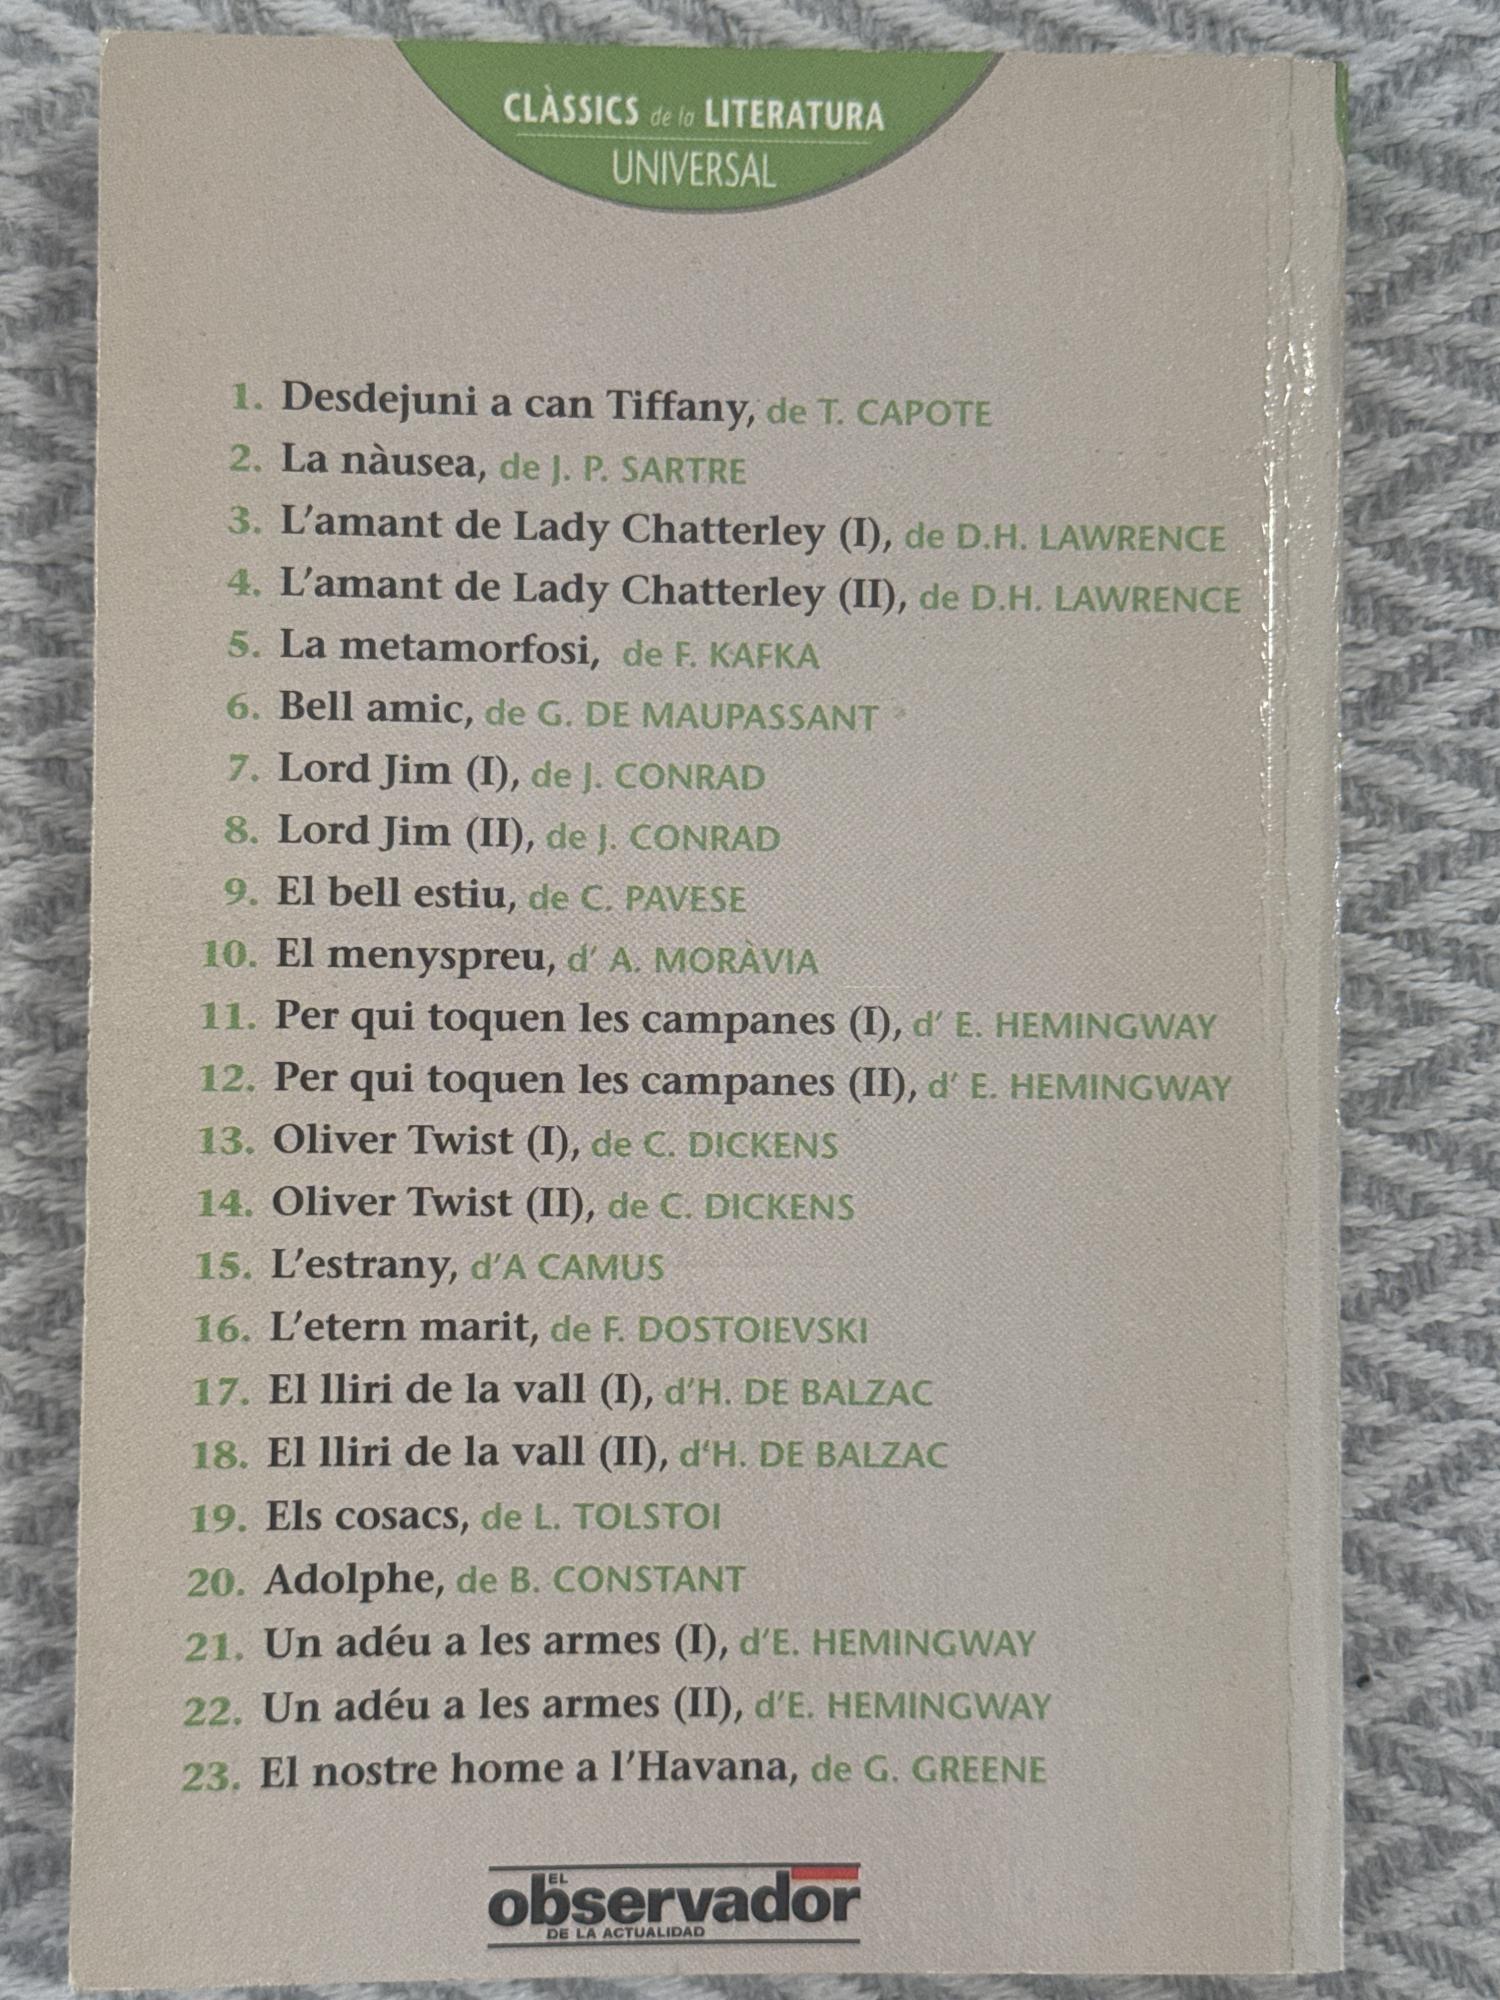 CLÀSSICS de la LITERATURA
UNIVERSAL
1. Desdejuni a can Tiffany, de T. CAPOTE
2. La nàusea, de J. P. SARTRE
3. L'amant de Lady Chatterley (I), de D.H. LAWRENCE
4. L'amant de Lady Chatterley (II), de D.H. LAWRENCE
5. La metamorfosi, de F. KAFKA
6. Bell amic, de G. DE MAUPASSANT
7. Lord Jim (I), de J. CONRAD
8. Lord Jim (II), de J. CONRAD
9. El bell estiu, de C. PAVESE
10. El menyspreu, d' A. MORÀVIA
11. Per qui toquen les campanes (I), d' E. HEMINGWAY
12. Per qui toquen les campanes (II), d' E. HEMINGWAY
13. Oliver Twist (I), de C. DICKENS
14. Oliver Twist (II), de C. DICKENS
15. L'estrany, d'A CAMUS
16. L'etern marit, de F. DOSTOIEVSKI
17. El lliri de la vall (I), d'H. DE BALZAC
18. El lliri de la vall (II), d'H. DE BALZAC
19. Els cosacs, de L. TOLSTOI
20. Adolphe, de B. CONSTANT
21. Un adéu a les armes (I), d'E. HEMINGWAY
22. Un adéu a les armes (II), d'E. HEMINGWAY
23. El nostre home a l'Havana, de G. GREENE
EL
observador
DE LA ACTUALIDAD